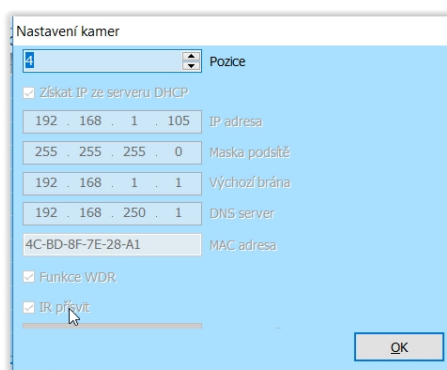 Nastavení kamer
4 Pozice
Získat IP ze serveru DHCP
192 . 168 . 1 . 105 IP adresa
255 . 255 . 255 . 0 Maska podsítě
192 . 168 . 1 . 1 Výchozí brána
192 . 168 . 250 . 1 DNS server
4C-BD-8F-7E-28-A1 MAC adresa
Funkce WDR
IR přísvit
OK